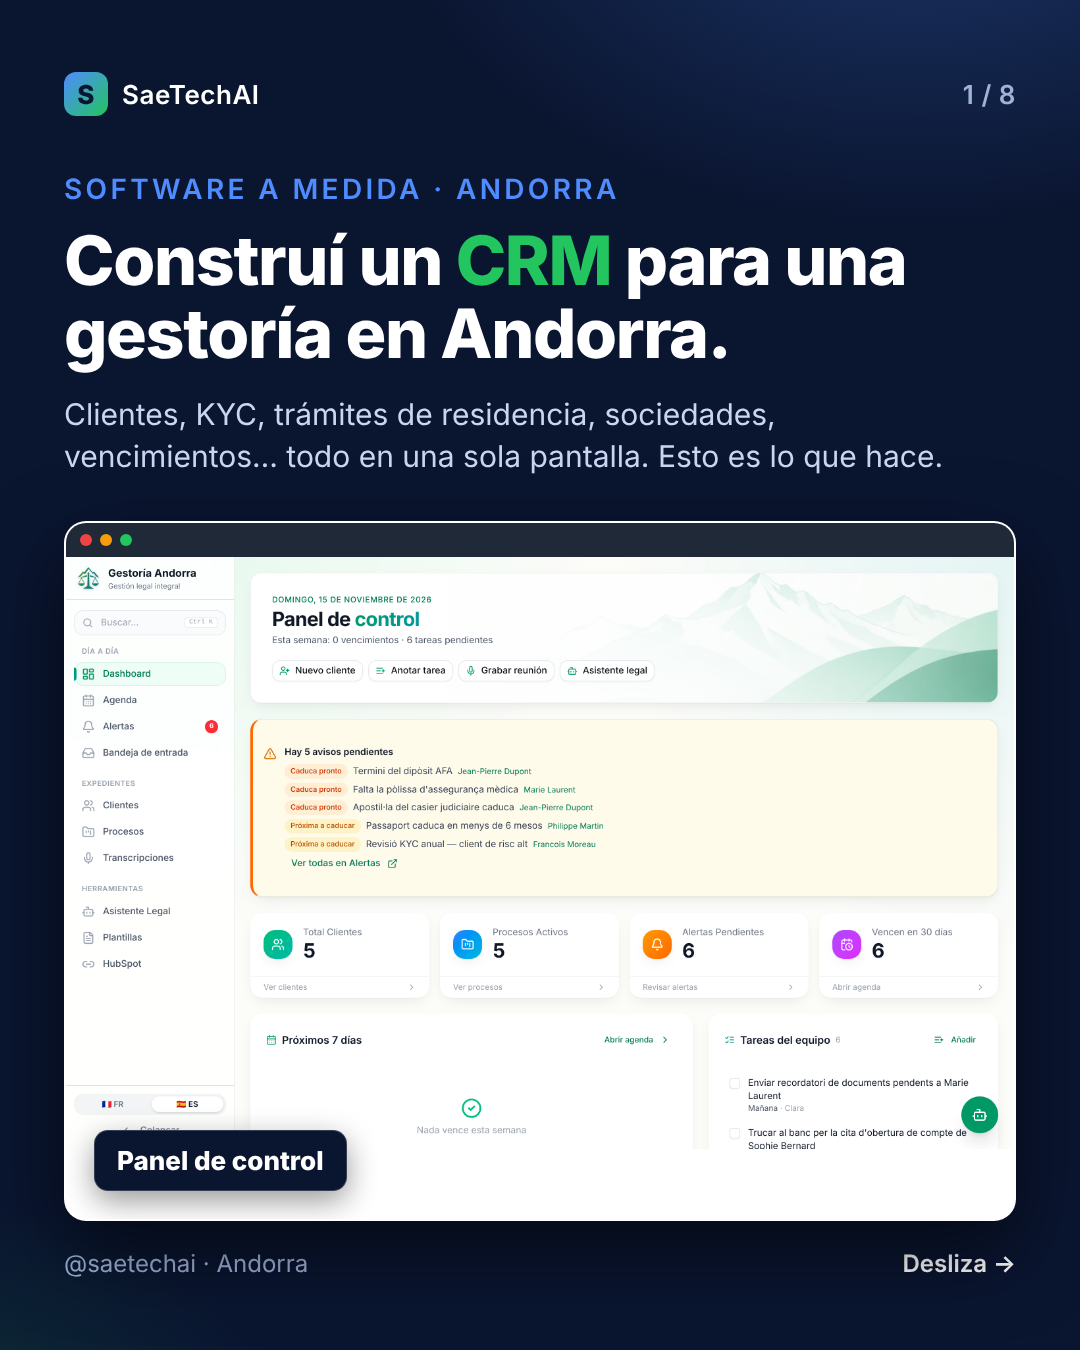 S SaeTechAI
1 / 8
SOFTWARE A MEDIDA · ANDORRA
Construí un CRM para una
gestoría en Andorra.
Clientes, KYC, trámites de residencia, sociedades,
vencimientos... todo en una sola pantalla. Esto es lo que hace.
Gestoría Andorra
Gestión legal integral
Buscar...
Ctrl K
DÍA A DÍA
Dashboard
Agenda
Alertas 6
Bandeja de entrada
EXPEDIENTES
Clientes
Procesos
Transcripciones
HERRAMIENTAS
Asistente Legal
Plantillas
HubSpot
FR
ES
DOMINGO, 15 DE NOVIEMBRE DE 2026
Panel de control
Esta semana: 0 vencimientos · 6 tareas pendientes
Nuevo cliente
Anotar tarea
Grabar reunión
Asistente legal
Hay 5 avisos pendientes
Caduca pronto Termini del dipòsit AFA Jean-Pierre Dupont
Caduca pronto Falta la pòlissa d'assegurança mèdica Marie Laurent
Caduca pronto Apostil·la del casier judiciaire caduca Jean-Pierre Dupont
Próxima a caducar Passaport caduca en menys de 6 mesos Philippe Martin
Próxima a caducar Revisió KYC anual — client de risc alt Francois Moreau
Ver todas en Alertas
Total Clientes
5
Ver clientes
Procesos Activos
5
Ver procesos
Alertas Pendientes
6
Revisar alertas
Vencen en 30 días
6
Abrir agenda
Próximos 7 días
Abrir agenda
Nada vence esta semana
Tareas del equipo 6
Añadir
Enviar recordatori de documents pendents a Marie
Laurent
Mañana · Clara
Trucar al banc per la cita d'obertura de compte de
Sophie Bernard
Panel de control
@saetechai · Andorra
Desliza →